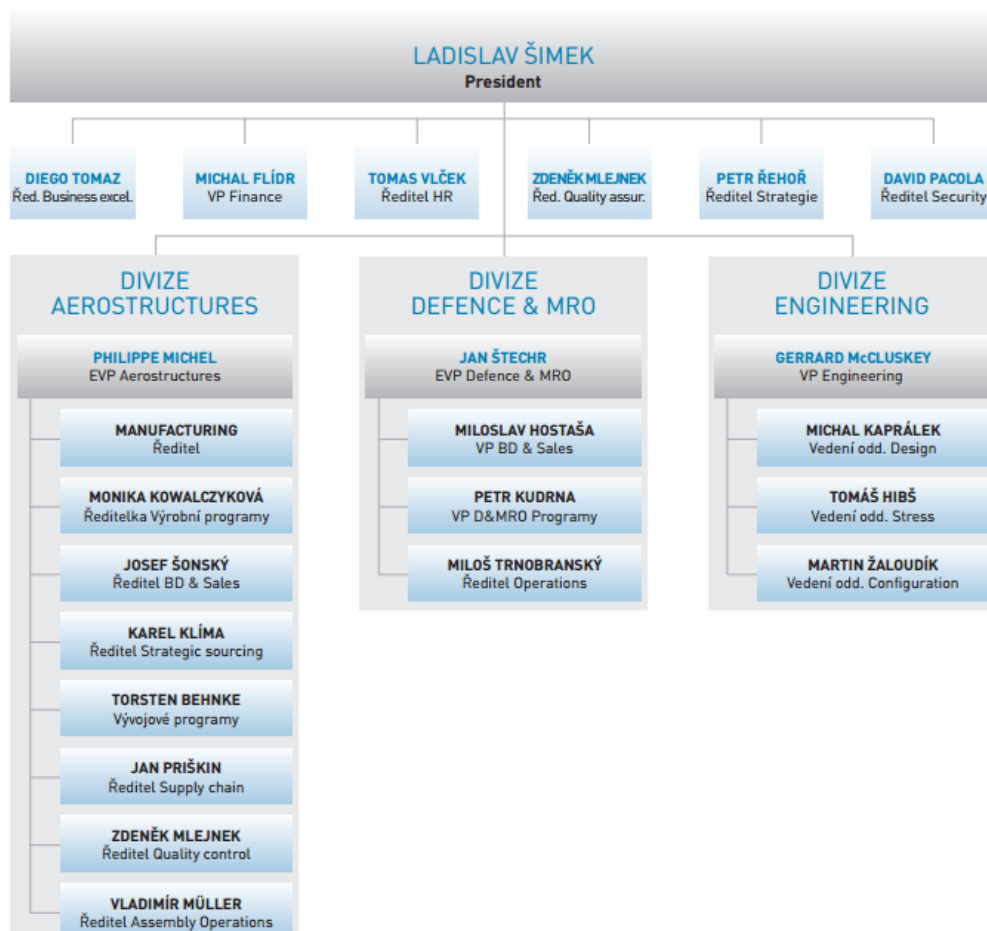 LADISLAV ŠIMEK
President
DIEGO TOMAZ
Řed. Business excel.
MICHAL FLÍDR
VP Finance
TOMAS VLČEK
Ředitel HR
ZDENĚK MLEJNEK
Řed. Quality assur.
PETR ŘEHOŘ
Ředitel Strategie
DAVID PACOLA
Ředitel Security
DIVIZE
AEROSTRUCTURES
PHILIPPE MICHEL
EVP Aerostructures
MANUFACTURING
Ředitel
MONIKA KOWALCZYKOVÁ
Ředitelka Výrobní programy
JOSEF ŠONSKÝ
Ředitel BD & Sales
KAREL KLÍMA
Ředitel Strategic sourcing
TORSTEN BEHNKE
Vývojové programy
JAN PRIŠKIN
Ředitel Supply chain
ZDENĚK MLEJNEK
Ředitel Quality control
VLADIMÍR MÜLLER
Ředitel Assembly Operations
DIVIZE
DEFENCE & MRO
JAN ŠTECHR
EVP Defence & MRO
MILOSLAV HOSTAŠA
VP BD & Sales
PETR KUDRNA
VP D&MRO Programy
MILOŠ TRNOBRANSKÝ
Ředitel Operations
DIVIZE
ENGINEERING
GERRARD McCLUSKEY
VP Engineering
MICHAL KAPRÁLEK
Vedení odd. Design
TOMÁŠ HIBŠ
Vedení odd. Stress
MARTIN ŽALOUDÍK
Vedení odd. Configuration